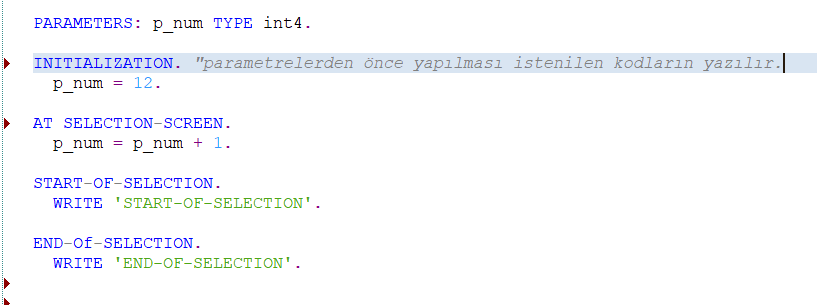 PARAMETERS: p_num TYPE int4.
INITIALIZATION. "parametrelerden önce yapılması istenilen kodların yazılır.
p_num = 12.
AT SELECTION-SCREEN.
p_num = p_num + 1.
START-OF-SELECTION.
WRITE 'START-OF-SELECTION'.
END-Of-SELECTION.
WRITE 'END-OF-SELECTION'.